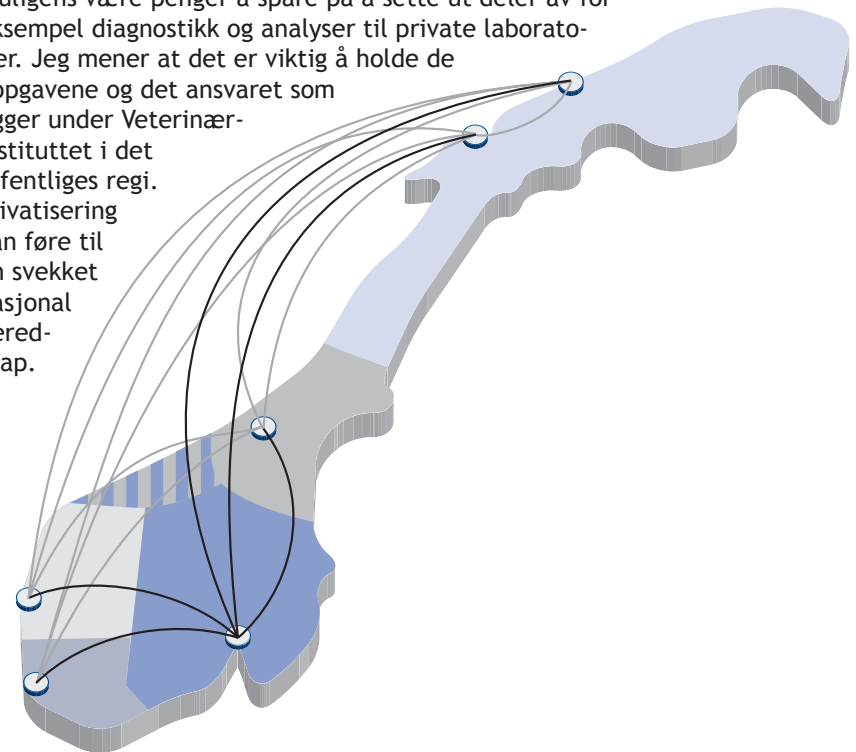 uligens være penger å spare på å sette ut deler av for
ksempel diagnostikk og analyser til private laborato-
er. Jeg mener at det er viktig å holde de
ppgavene og det ansvaret som
gger under Veterinær-
stituttet i det
fentliges regi.
ivatisering
an føre til
n svekket
asjonal
ered-
ap.